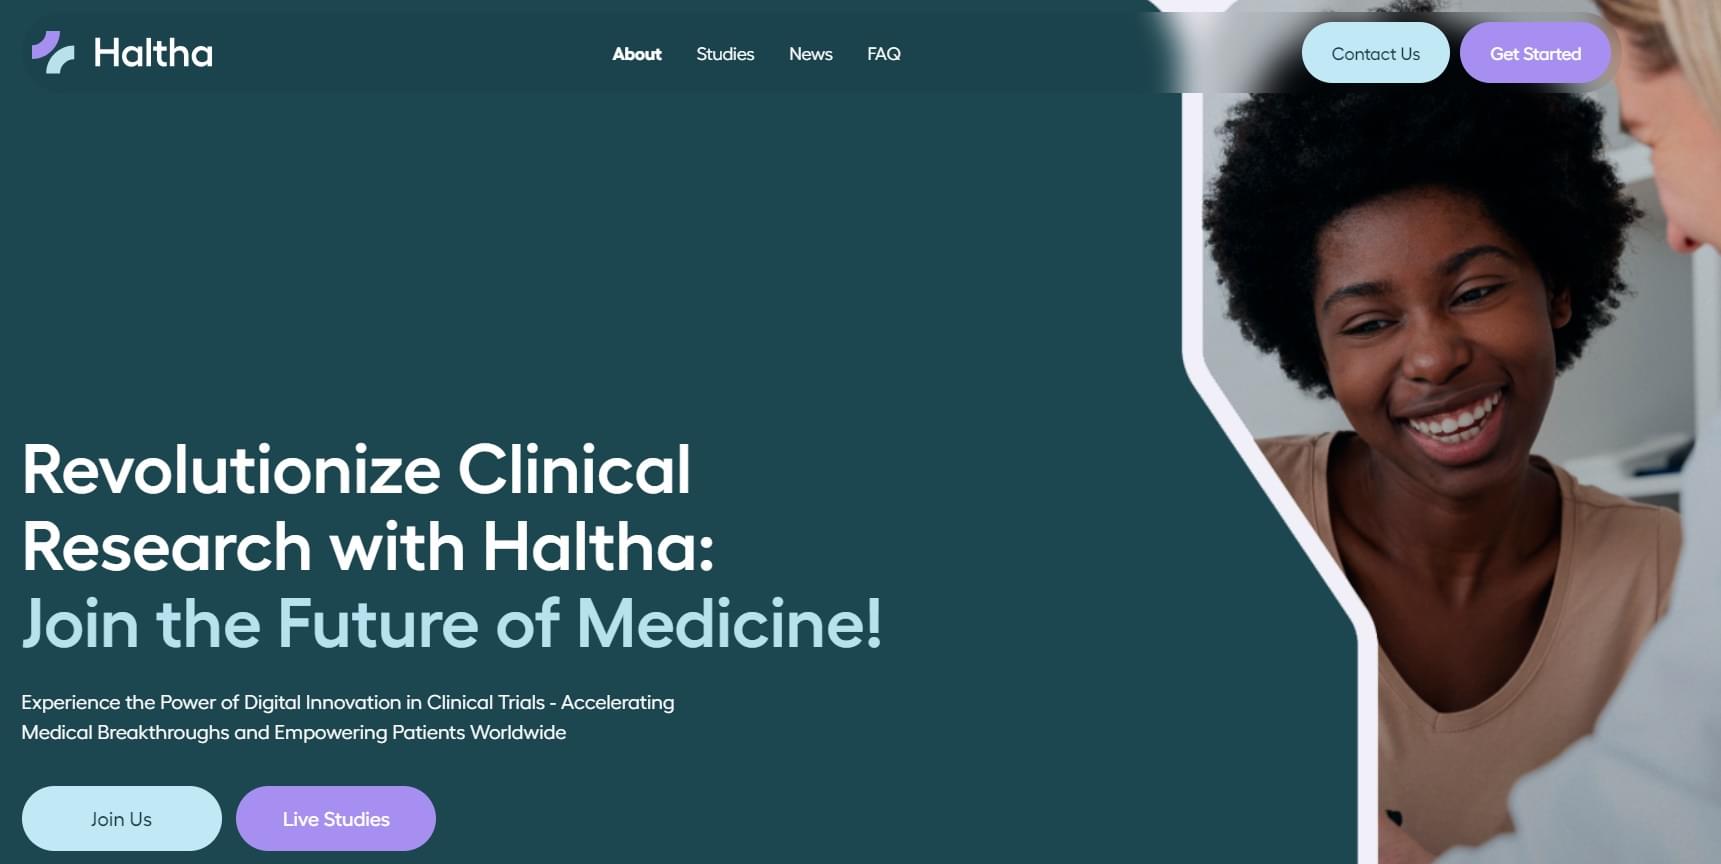 Haltha
About
Studies
News
FAQ
Contact Us
Get Started
Revolutionize Clinical
Research with Haltha:
Join the Future of Medicine!
Experience the Power of Digital Innovation in Clinical Trials - Accelerating
Medical Breakthroughs and Empowering Patients Worldwide
Join Us
Live Studies